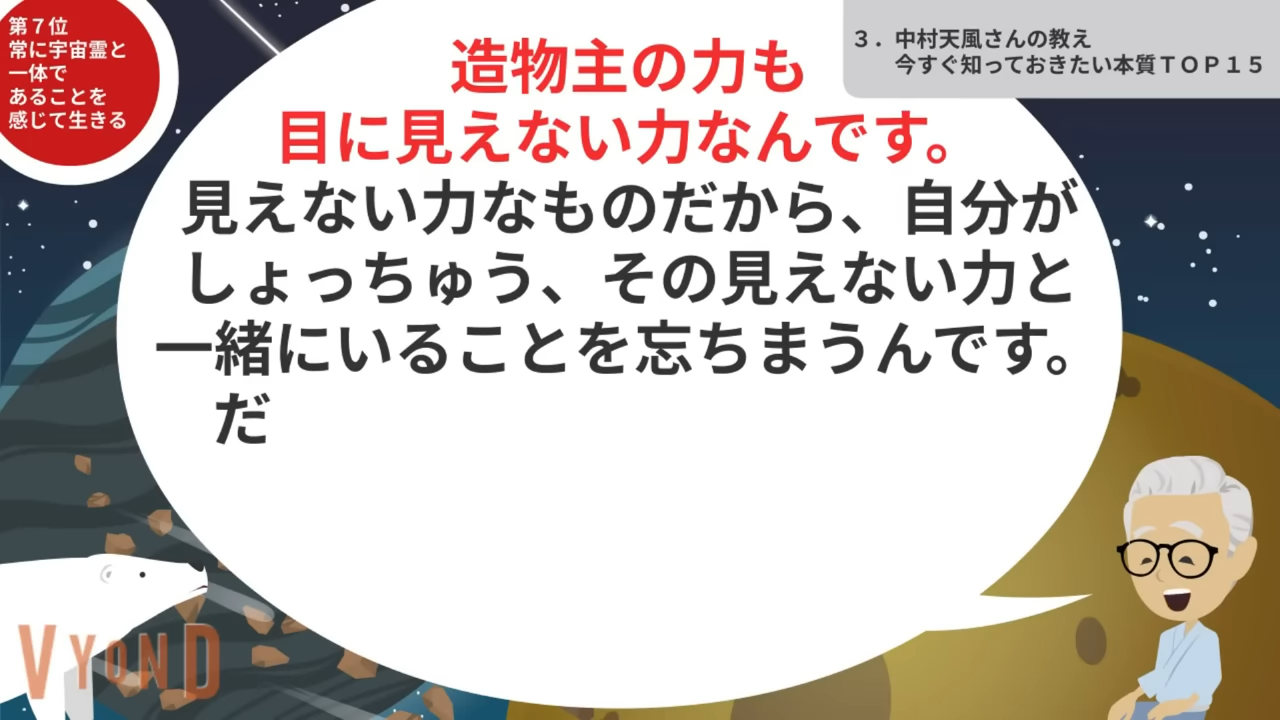 第７位
常に宇宙霊と
一体で
あることを
感じて生きる
３．中村天風さんの教え
今すぐ知っておきたい本質ＴＯＰ１５
造物主の力も
目に見えない力なんです。
見えない力なものだから、自分が
しょっちゅう、その見えない力と
一緒にいることを忘ちまうんです。
だ
VYOND